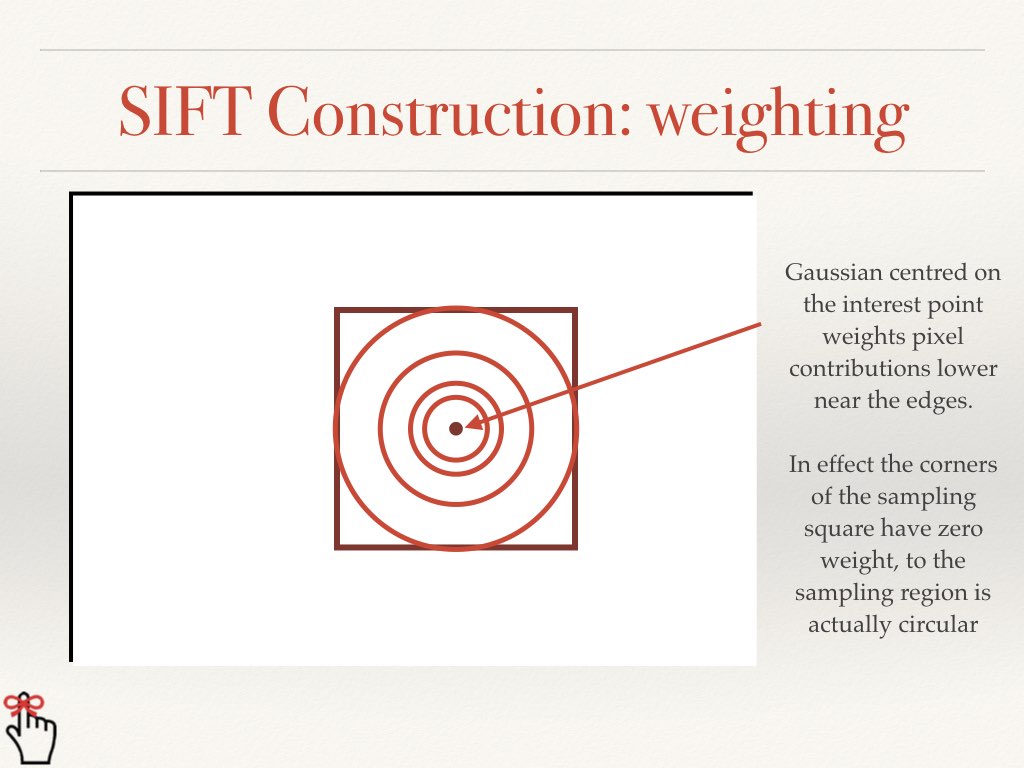 SIFT Construction: weighting
Gaussian centred on
the interest point
weights pixel
contributions lower
near the edges.
In effect the corners
of the sampling
square have zero
weight, to the
sampling region is
actually circular